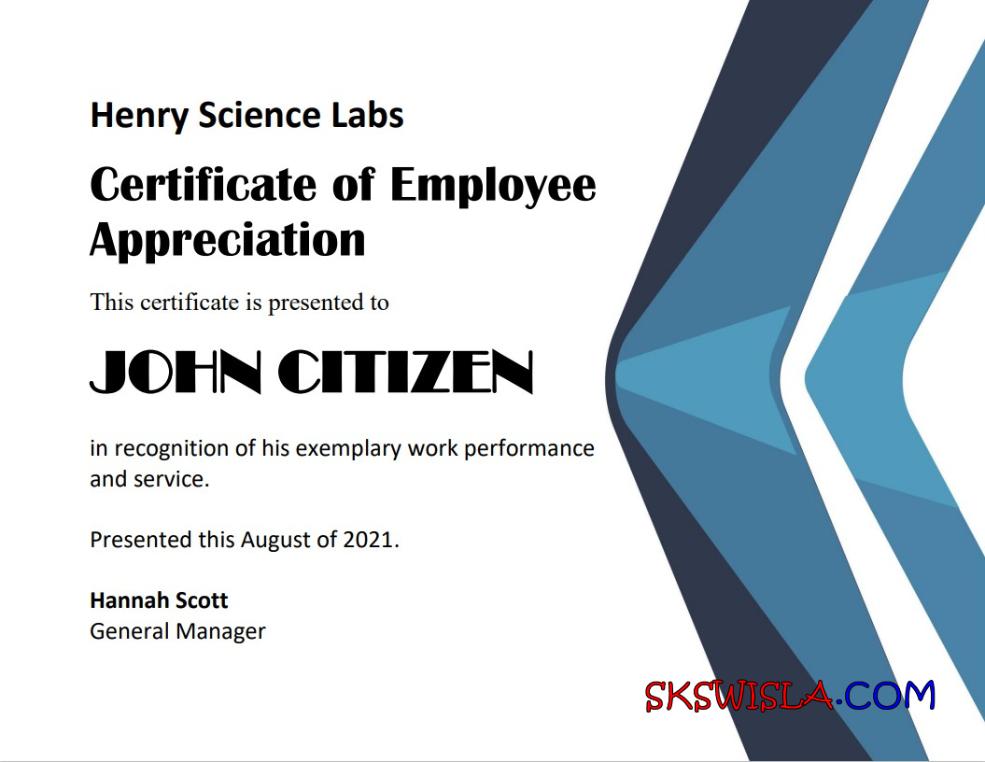 Henry Science Labs
Certificate of Employee
Appreciation
This certificate is presented to
JOHN CITIZEN
in recognition of his exemplary work performance
and service.
Presented this August of 2021.
Hannah Scott
General Manager
SKSWISLA.COM